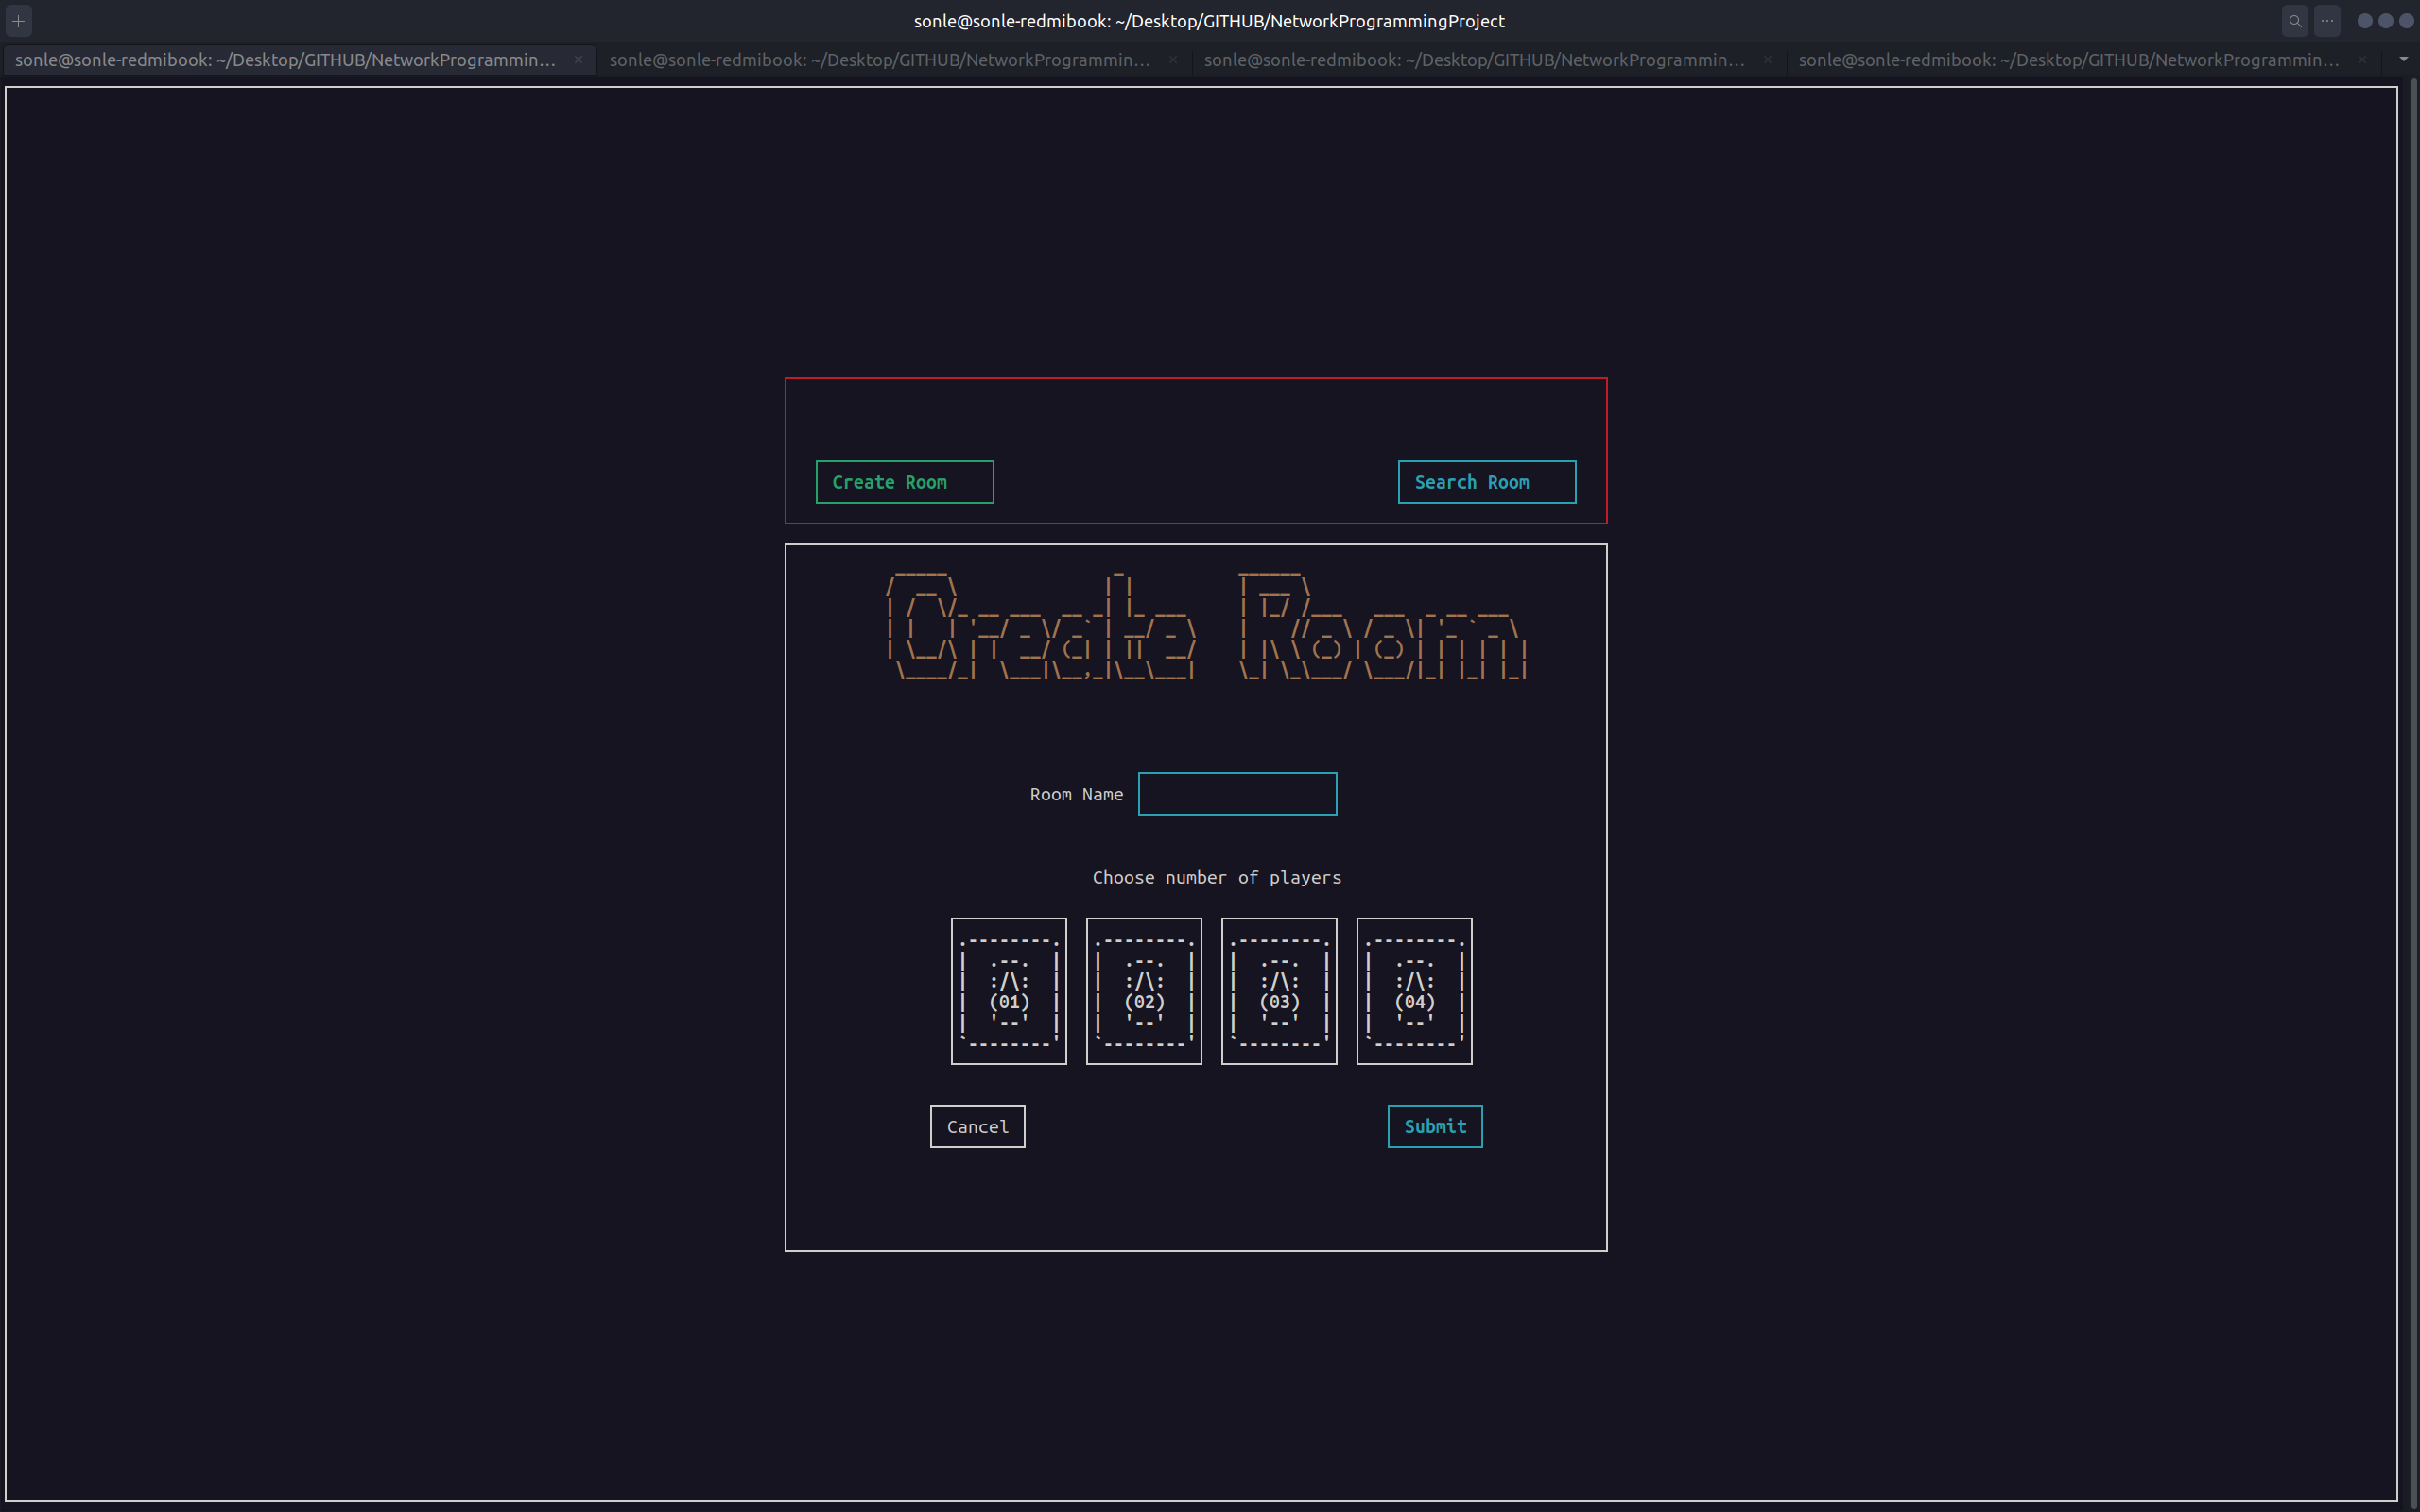 sonle@sonle-redmibook: ~/Desktop/GITHUB/NetworkProgrammingProject
sonle@sonle-redmibook: ~/Desktop/GITHUB/NetworkProgrammin...
sonle@sonle-redmibook: ~/Desktop/GITHUB/NetworkProgrammin...
sonle@sonle-redmibook: ~/Desktop/GITHUB/NetworkProgrammin...
sonle@sonle-redmibook: ~/Desktop/GITHUB/NetworkProgrammin...
Create Room
Search Room
Create Room
Room Name
Choose number of players
(01) (02) (03) (04)
Cancel
Submit